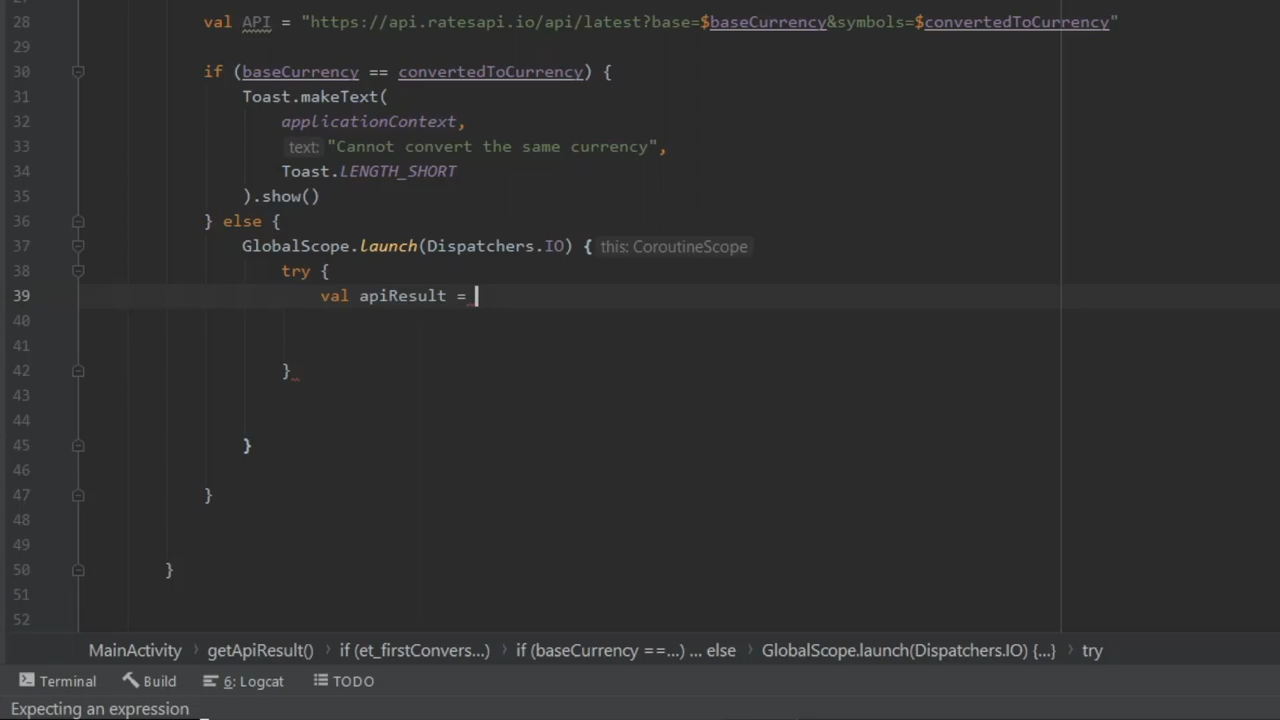 28 val API = "https://api.ratesapi.io/api/latest?base=$baseCurrency&symbols=$convertedToCurrency"
29
30 if (baseCurrency == convertedToCurrency) {
31 Toast.makeText(
32 applicationContext,
33 text: "Cannot convert the same currency",
34 Toast.LENGTH_SHORT
35 ).show()
36 } else {
37 GlobalScope.launch(Dispatchers.IO) { this: CoroutineScope
38 try {
39 val apiResult =
40
41
42 }
43
44
45 }
46
47 }
48
49
50 }
51
52
MainActivity › getApiResult() › if (et_firstConvers...) › if (baseCurrency ==...) ... else › GlobalScope.launch(Dispatchers.IO) {...} › try
Terminal Build 6: Logcat TODO
Expecting an expression